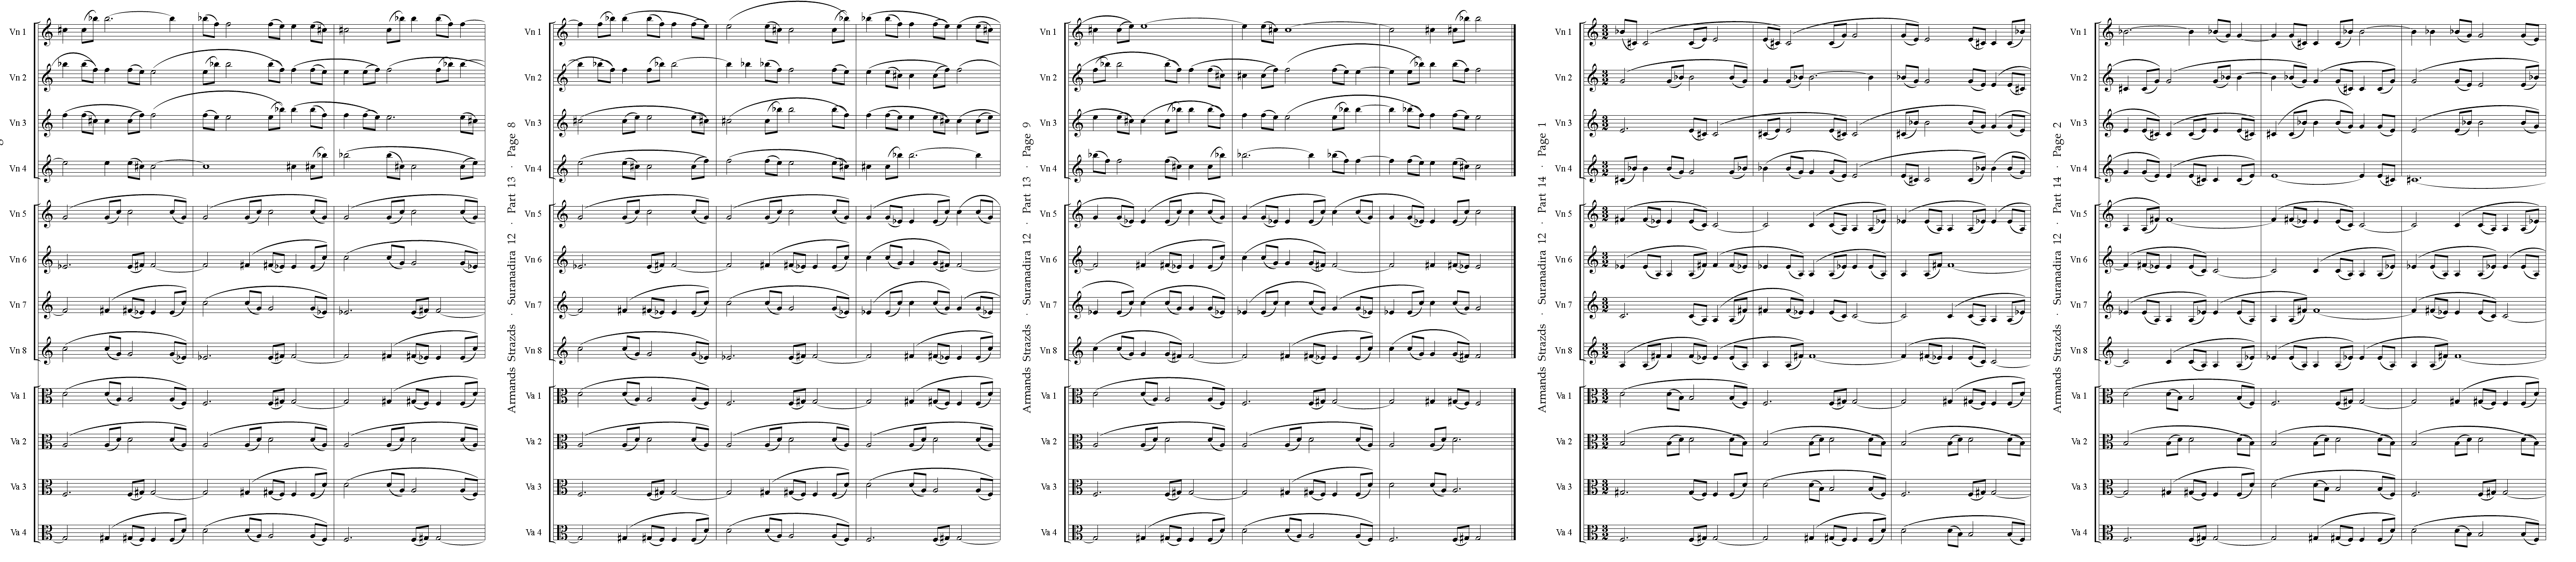 Vn 1
Vn 2
Vn 3
Vn 4
Vn 5
Vn 6
Vn 7
Vn 8
Va 1
Va 2
Va 3
Va 4
Armands Strazds · Suranadira 12 · Part 13 · Page 8
Vn 1
Vn 2
Vn 3
Vn 4
Vn 5
Vn 6
Vn 7
Vn 8
Va 1
Va 2
Va 3
Va 4
Armands Strazds · Suranadira 12 · Part 13 · Page 9
Vn 1
Vn 2
Vn 3
Vn 4
Vn 5
Vn 6
Vn 7
Vn 8
Va 1
Va 2
Va 3
Va 4
Armands Strazds · Suranadira 12 · Part 14 · Page 1
Vn 1
Vn 2
Vn 3
Vn 4
Vn 5
Vn 6
Vn 7
Vn 8
Va 1
Va 2
Va 3
Va 4
Armands Strazds · Suranadira 12 · Part 14 · Page 2
Vn 1
Vn 2
Vn 3
Vn 4
Vn 5
Vn 6
Vn 7
Vn 8
Va 1
Va 2
Va 3
Va 4